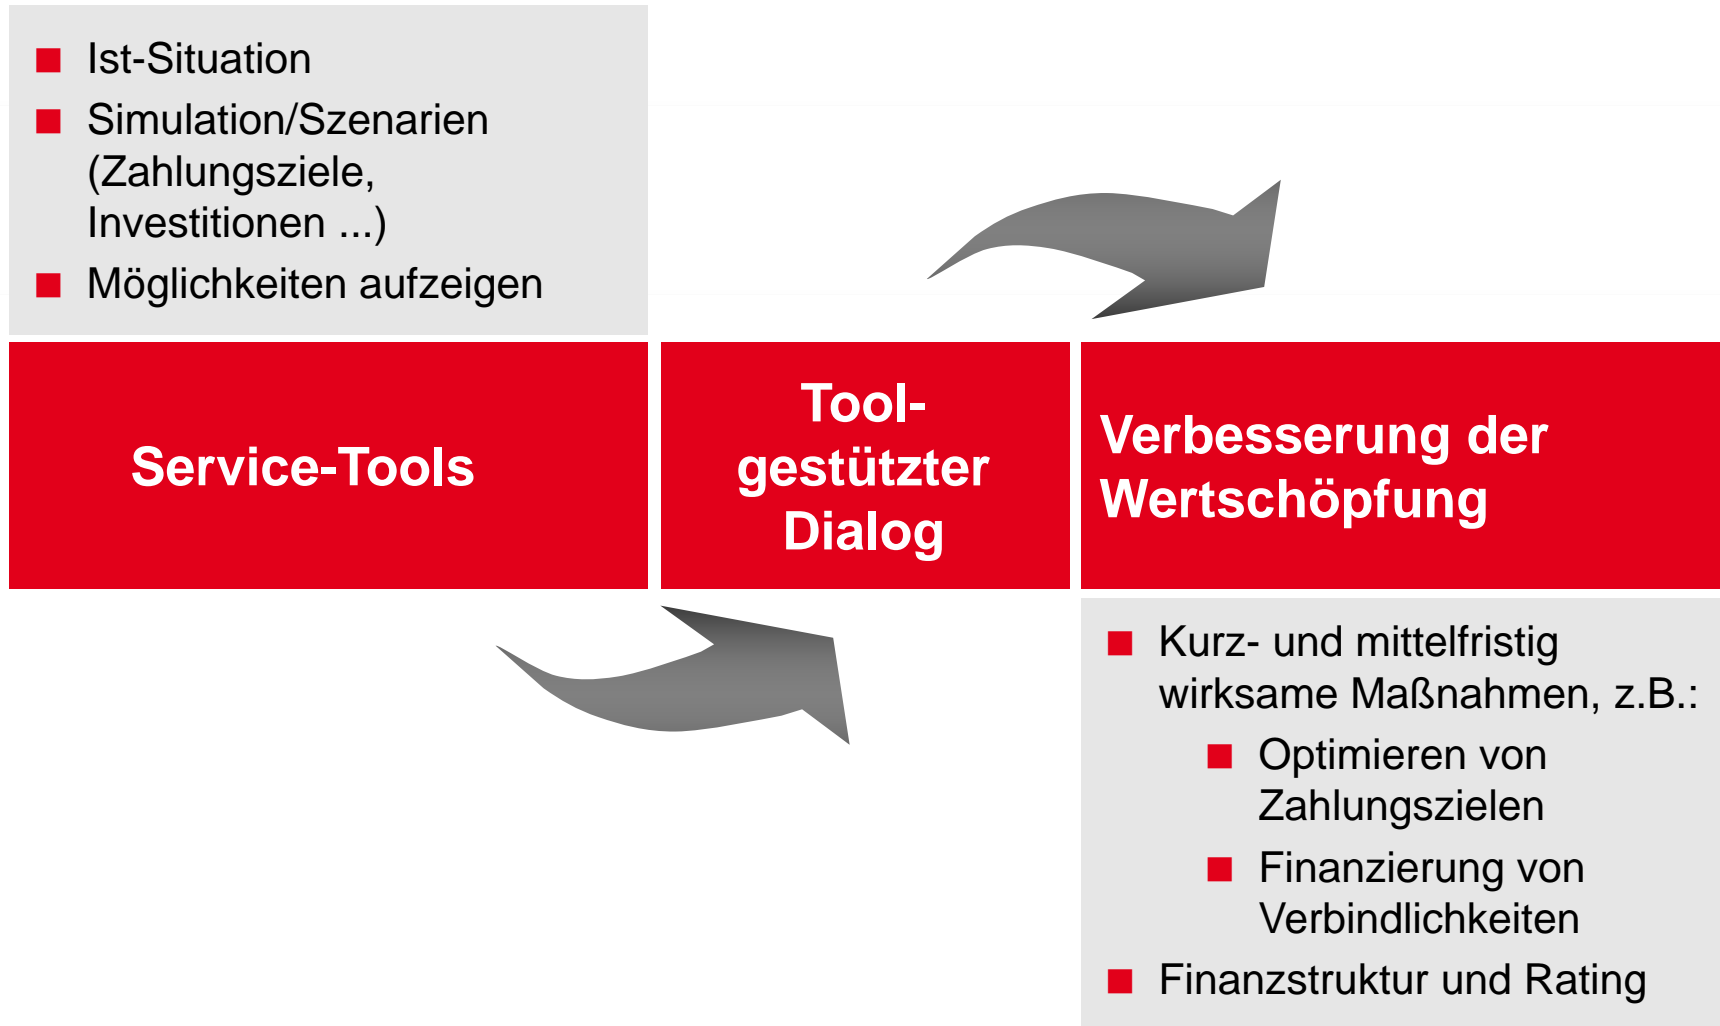 Ist-Situation
Simulation/Szenarien
(Zahlungsziele,
Investitionen ...)
Möglichkeiten aufzeigen
Service-Tools
Tool-
gestützter
Dialog
Verbesserung der
Wertschöpfung
Kurz- und mittelfristig
wirksame Maßnahmen, z.B.:
Optimieren von
Zahlungszielen
Finanzierung von
Verbindlichkeiten
Finanzstruktur und Rating